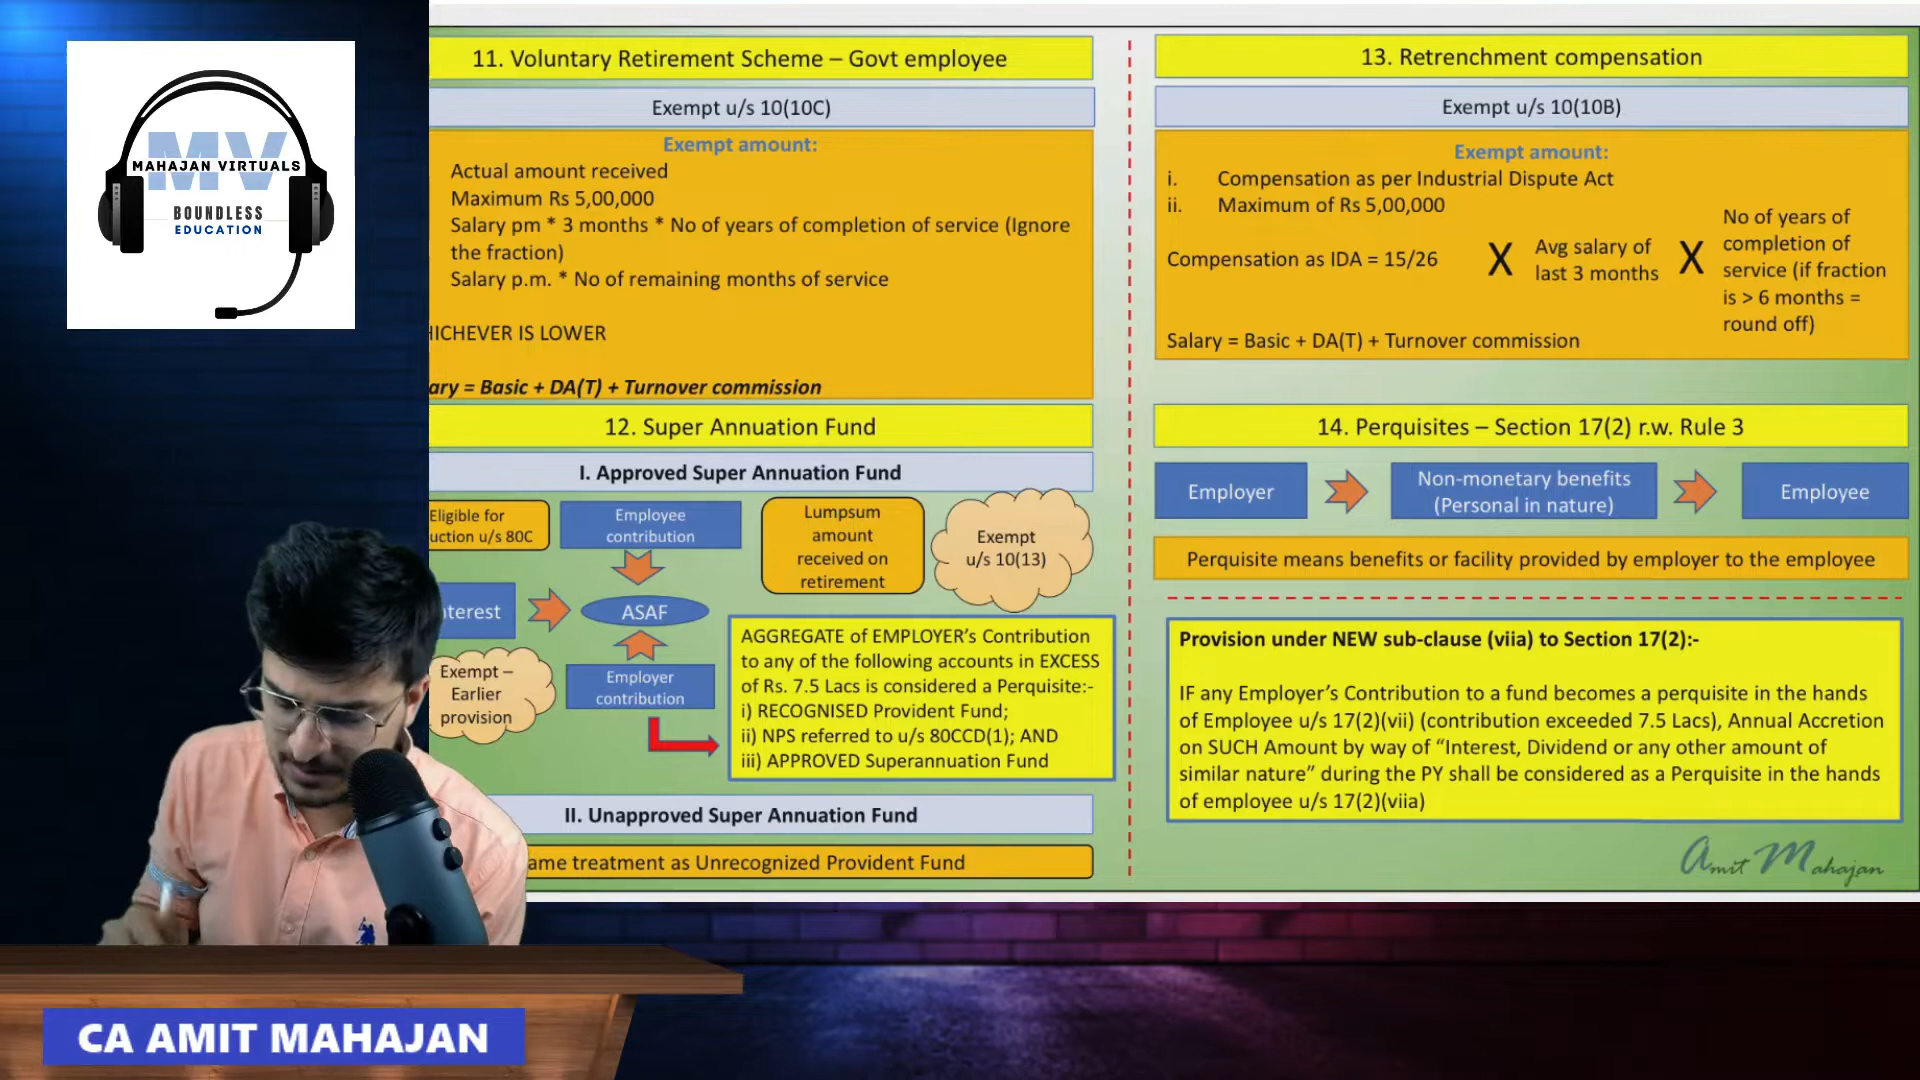 MV
MAHAJAN VIRTUALS
BOUNDLESS
EDUCATION
11. Voluntary Retirement Scheme – Govt employee
Exempt u/s 10(10C)
Exempt amount:
Actual amount received
Maximum Rs 5,00,000
Salary pm * 3 months * No of years of completion of service (Ignore
the fraction)
Salary p.m. * No of remaining months of service
HICHEVER IS LOWER
ary = Basic + DA(T) + Turnover commission
12. Super Annuation Fund
I. Approved Super Annuation Fund
Eligible for
uction u/s 80C
Employee
contribution
Lumpsum
amount
received on
retirement
Exempt
u/s 10(13)
terest
ASAF
Exempt –
Earlier
provision
Employer
contribution
AGGREGATE of EMPLOYER’s Contribution
to any of the following accounts in EXCESS
of Rs. 7.5 Lacs is considered a Perquisite:-
i) RECOGNISED Provident Fund;
ii) NPS referred to u/s 80CCD(1); AND
iii) APPROVED Superannuation Fund
II. Unapproved Super Annuation Fund
ame treatment as Unrecognized Provident Fund
13. Retrenchment compensation
Exempt u/s 10(10B)
Exempt amount:
i. Compensation as per Industrial Dispute Act
ii. Maximum of Rs 5,00,000
Compensation as IDA = 15/26
X
Avg salary of
last 3 months
X
No of years of
completion of
service (if fraction
is > 6 months =
round off)
Salary = Basic + DA(T) + Turnover commission
14. Perquisites – Section 17(2) r.w. Rule 3
Employer
Non-monetary benefits
(Personal in nature)
Employee
Perquisite means benefits or facility provided by employer to the employee
Provision under NEW sub-clause (viia) to Section 17(2):-
IF any Employer’s Contribution to a fund becomes a perquisite in the hands
of Employee u/s 17(2)(vii) (contribution exceeded 7.5 Lacs), Annual Accretion
on SUCH Amount by way of “Interest, Dividend or any other amount of
similar nature” during the PY shall be considered as a Perquisite in the hands
of employee u/s 17(2)(viia)
Amit Mahajan
CA AMIT MAHAJAN